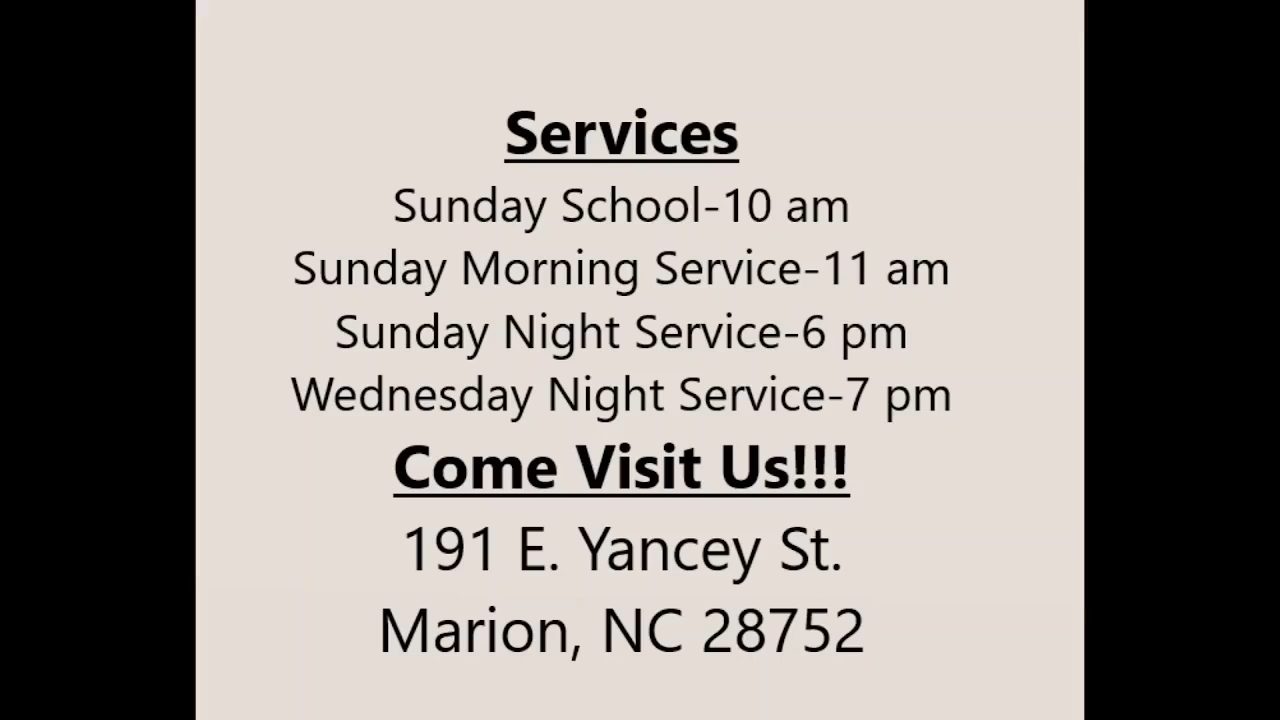 Services
Sunday School-10 am
Sunday Morning Service-11 am
Sunday Night Service-6 pm
Wednesday Night Service-7 pm
Come Visit Us!!!
191 E. Yancey St.
Marion, NC 28752